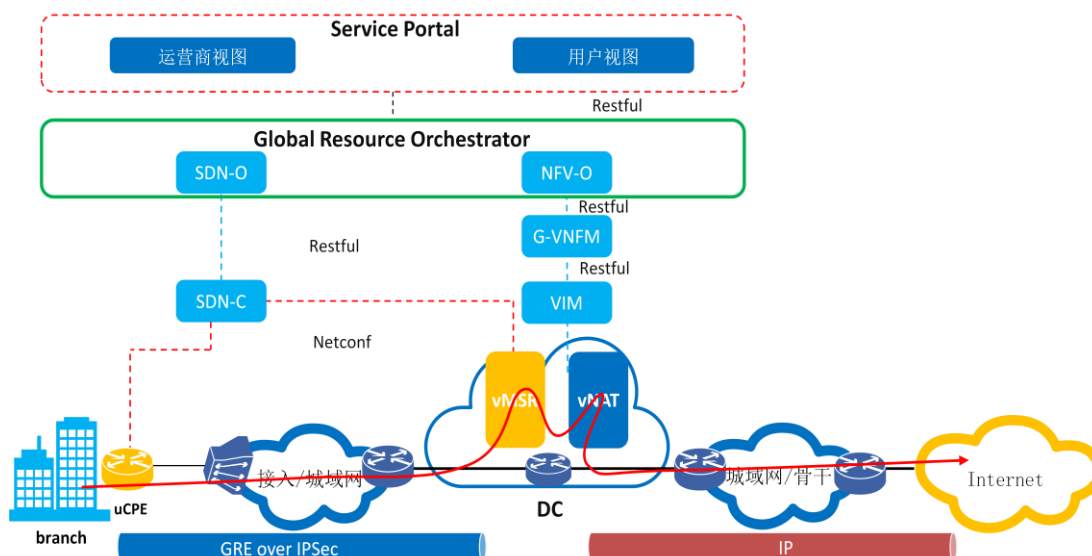 Service Portal
运营商视图
用户视图
Restful
Global Resource Orchestrator
SDN-O
NFV-O
Restful
G-VNFM
Restful
Restful
SDN-C
VIM
Netconf
vMSR
vNAT
接入/城域网
城域网/骨干
Internet
uCPE
DC
branch
GRE over IPSec
IP